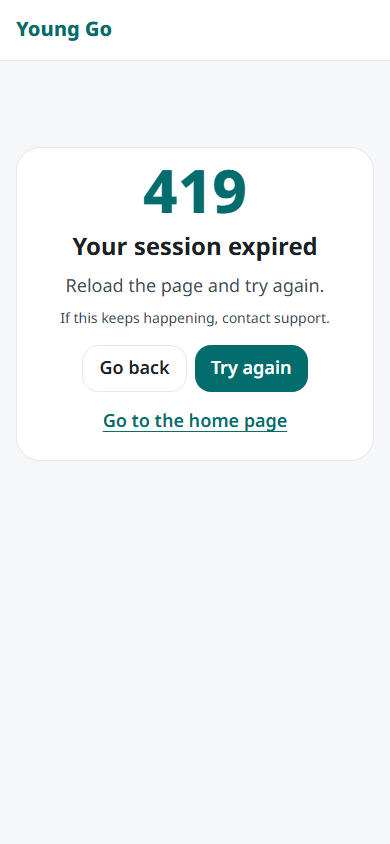 Young Go
419
Your session expired
Reload the page and try again.
If this keeps happening, contact support.
Go back
Try again
Go to the home page